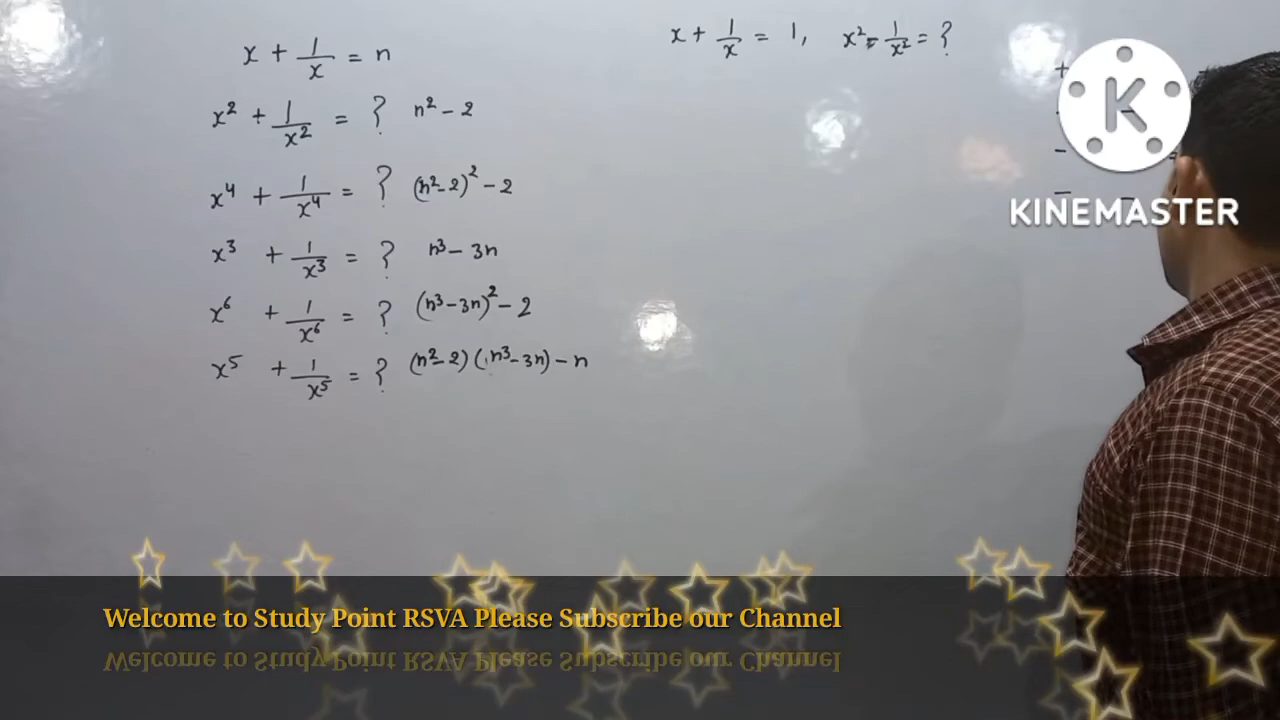 x + 1/x = n
x² + 1/x² = ? n² - 2
x⁴ + 1/x⁴ = ? (n² - 2)² - 2
x³ + 1/x³ = ? n³ - 3n
x⁶ + 1/x⁶ = ? (n³ - 3n)² - 2
x⁵ + 1/x⁵ = ? (n² - 2) (n³ - 3n) - n
x + 1/x = 1, x² - 1/x² = ?
+
-
- -
KINEMASTER
Welcome to Study Point RSVA Please Subscribe our Channel